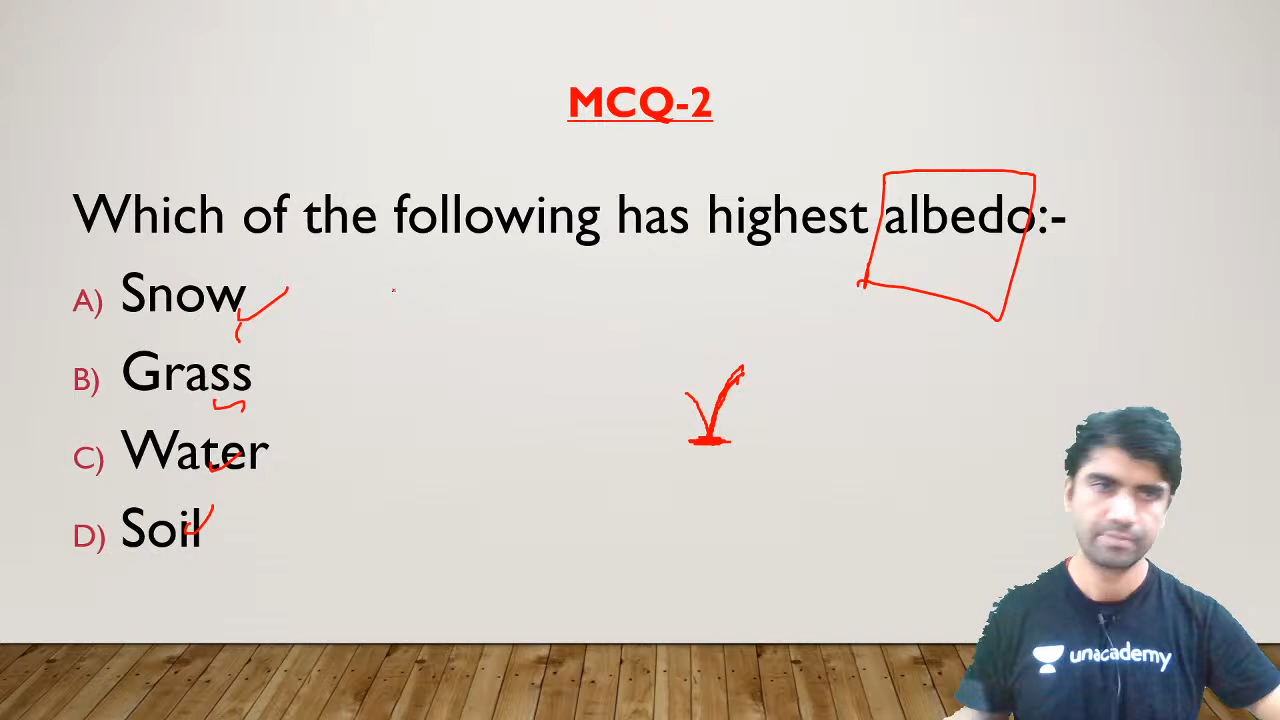 MCQ-2
Which of the following has highest albedo:-
A) Snow
B) Grass
C) Water
D) Soil
unacademy